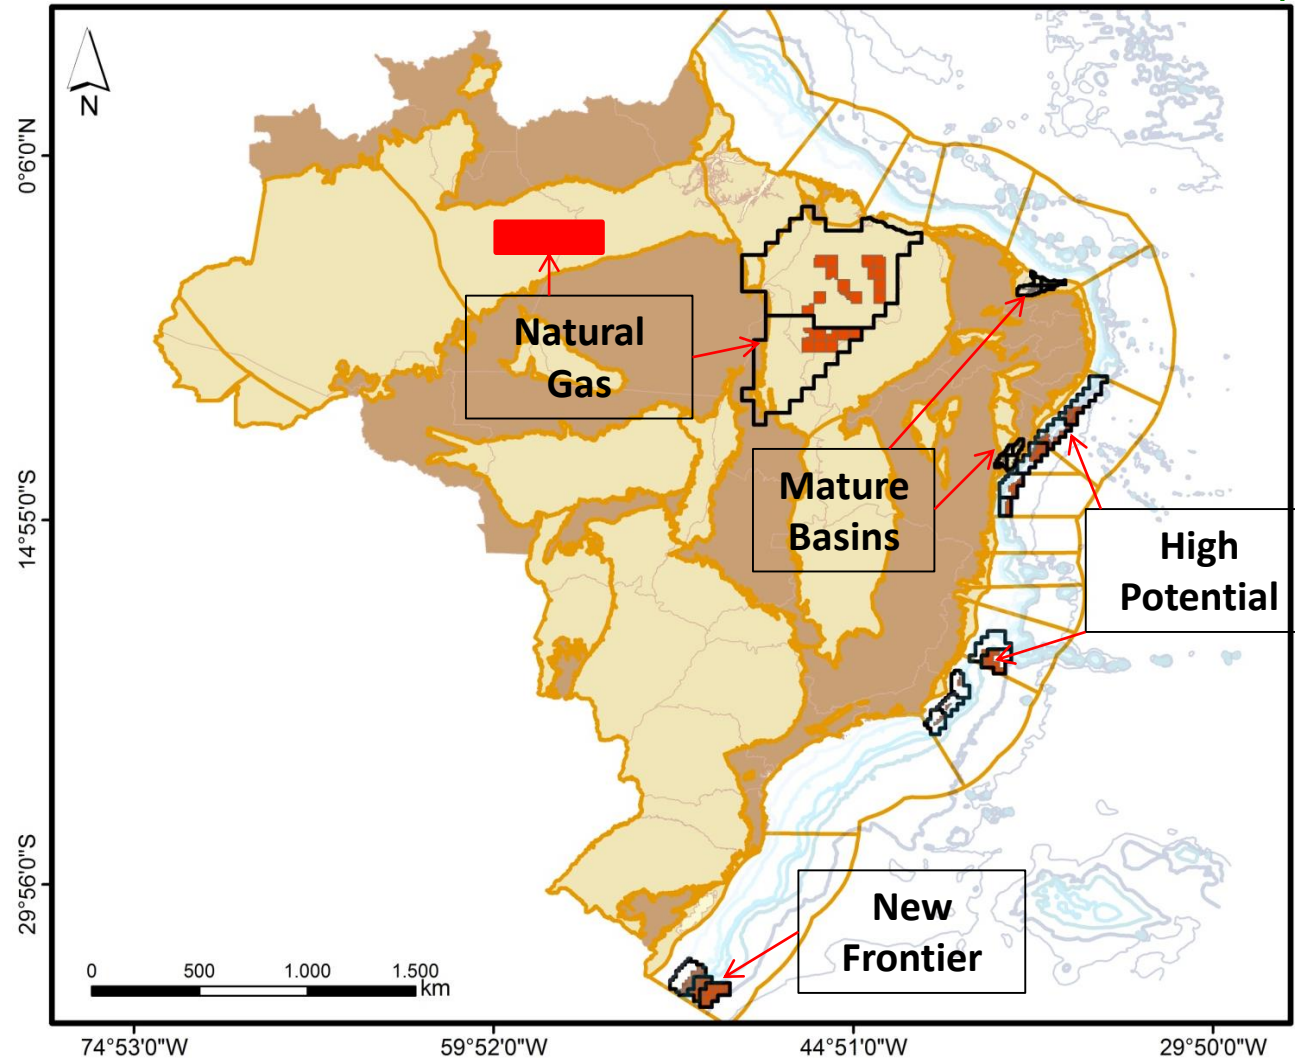 N
0°6'0"N
14°55'0"S
29°56'0"S
Natural
Gas
Mature
Basins
High
Potential
New
Frontier
0 500 1.000 1.500
km
74°53'0"W 59°52'0"W 44°51'0"W 29°50'0"W